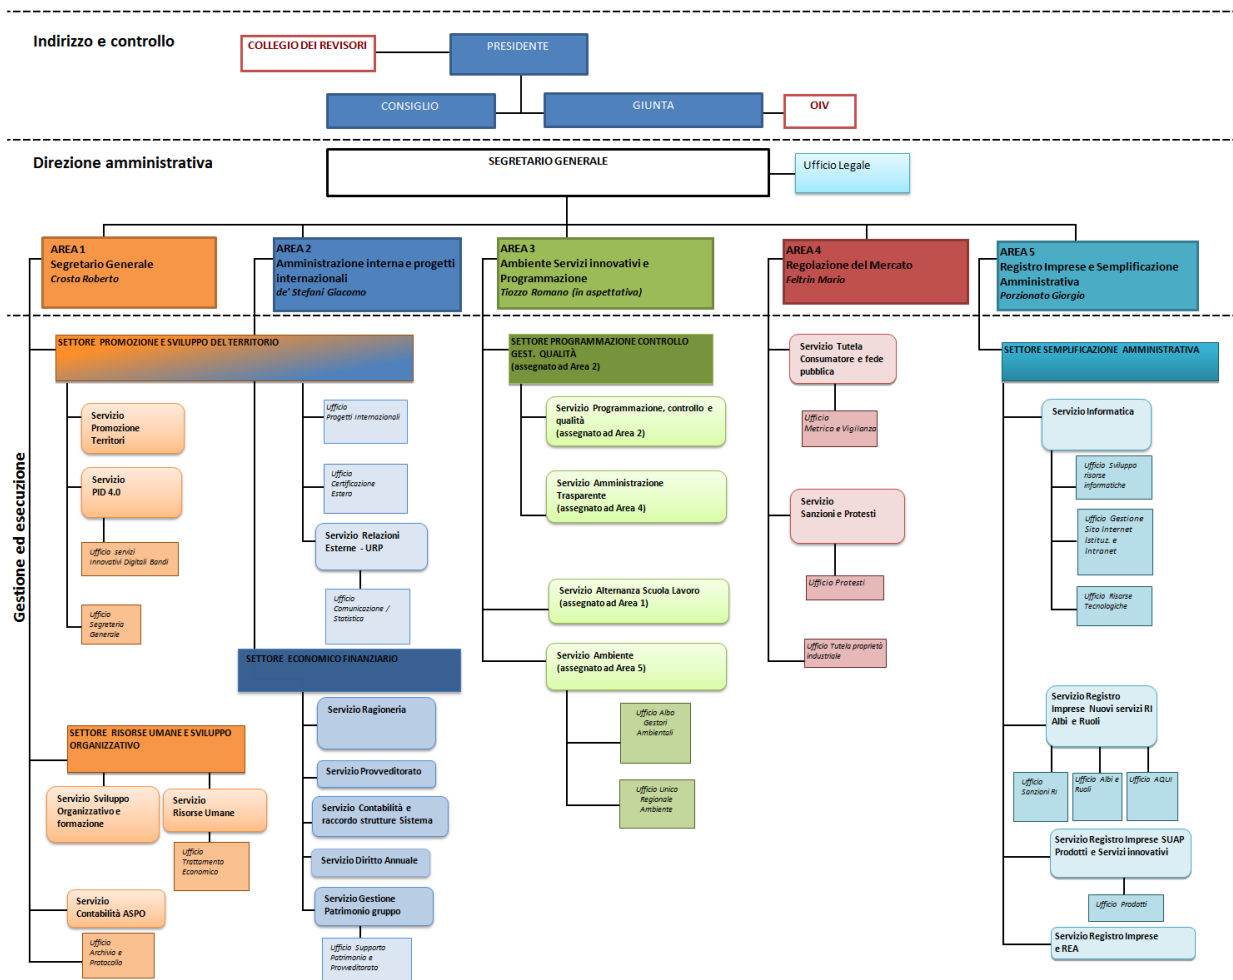 Indirizzo e controllo
COLLEGIO DEI REVISORI
PRESIDENTE
CONSIGLIO
GIUNTA
OIV
Direzione amministrativa
SEGRETARIO GENERALE
Ufficio Legale
AREA 1
Segretario Generale
Crosta Roberto
AREA 2
Amministrazione interna e progetti
internazionali
de' Stefani Giacomo
AREA 3
Ambiente Servizi innovativi e
Programmazione
Tiozzo Romano (in aspettativa)
AREA 4
Regolazione del Mercato
Feltrin Mario
AREA 5
Registro Imprese e Semplificazione
Amministrativa
Porzionato Giorgio
Gestione ed esecuzione
SETTORE PROMOZIONE E SVILUPPO DEL TERRITORIO
Servizio
Promozione
Territori
Servizio
PID 4.0
Ufficio servizi
Innovativi Digitali Bandi
Ufficio
Segreteria
Generale
Ufficio
Progetti Internazionali
Ufficio
Certificazione
Estero
Servizio Relazioni
Esterne - URP
Ufficio
Comunicazione /
Statistica
SETTORE RISORSE UMANE E SVILUPPO
ORGANIZZATIVO
Servizio Sviluppo
Organizzativo e
formazione
Servizio
Risorse Umane
Ufficio
Trattamento
Economico
Servizio
Contabilità ASPO
Ufficio
Archivio e
Protocollo
SETTORE ECONOMICO FINANZIARIO
Servizio Ragioneria
Servizio Provveditorato
Servizio Contabilità e
raccordo strutture Sistema
Servizio Diritto Annuale
Servizio Gestione
Patrimonio gruppo
Ufficio Supporto
Patrimonio e
Provveditorato
SETTORE PROGRAMMAZIONE CONTROLLO
GEST. QUALITÀ
(assegnato ad Area 2)
Servizio Programmazione, controllo e
qualità
(assegnato ad Area 2)
Servizio Amministrazione
Trasparente
(assegnato ad Area 4)
Servizio Alternanza Scuola Lavoro
(assegnato ad Area 1)
Servizio Ambiente
(assegnato ad Area 5)
Ufficio Albo
Gestori
Ambientali
Ufficio Unico
Regionale
Ambiente
Servizio Tutela
Consumatore e fede
pubblica
Ufficio
Metrico e Vigilanza
Servizio
Sanzioni e Protesti
Ufficio Protesti
Ufficio Tutela proprietà
industriale
SETTORE SEMPLIFICAZIONE AMMINISTRATIVA
Servizio Informatica
Ufficio Sviluppo
risorse
informatiche
Ufficio Gestione
Sito Internet
Istituz. e
Intranet
Ufficio Risorse
Tecnologiche
Servizio Registro
Imprese Nuovi servizi RI
Albi e Ruoli
Ufficio
Sanzioni RI
Ufficio Albi e
Ruoli
Ufficio AQUI
Servizio Registro Imprese SUAP
Prodotti e Servizi innovativi
Ufficio Prodotti
Servizio Registro Imprese
e REA